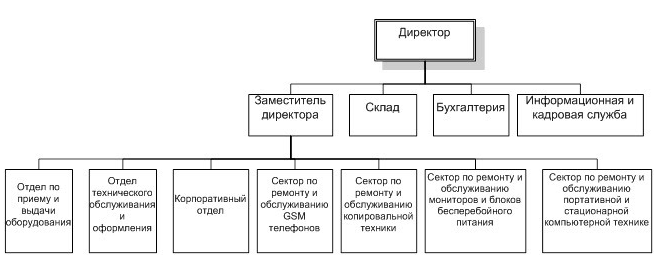 Директор
Заместитель
директора
Склад
Бухгалтерия
Информационная и
кадровая служба
Отдел по
приему и
выдачи
оборудования
Отдел
технического
обслуживания
и
оформления
Корпоративный
отдел
Сектор по
ремонту и
обслуживанию
GSM
телефонов
Сектор по
ремонту и
обслуживанию
копировальной
техники
Сектор по ремонту и
обслуживанию
мониторов и блоков
бесперебойного
питания
Сектор по ремонту и
обслуживанию
портативной и
стационарной
компьютерной технике